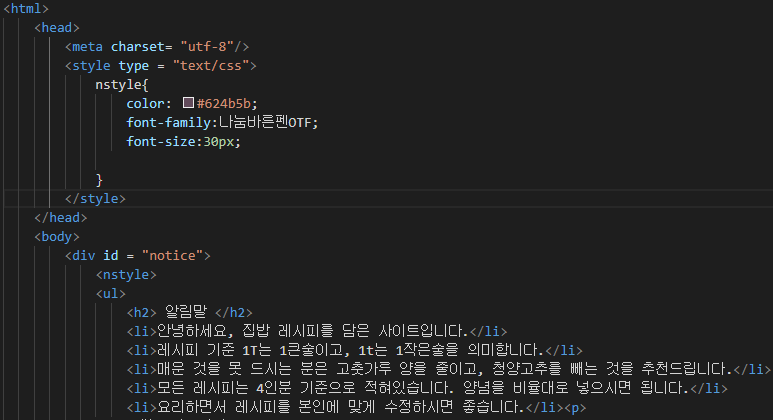 <html>
<head>
<meta charset= "utf-8"/>
<style type = "text/css">
nstyle{
color: #624b5b;
font-family:나눔바른펜OTF;
font-size:30px;
}
</style>
</head>
<body>
<div id = "notice">
<nstyle>
<ul>
<h2> 알림말 </h2>
<li>안녕하세요, 집밥 레시피를 담은 사이트입니다.</li>
<li>레시피 기준 1T는 1큰술이고, 1t는 1작은술을 의미합니다.</li>
<li>매운 것을 못 드시는 분은 고춧가루 양을 줄이고, 청양고추를 빼는 것을 추천드립니다.</li>
<li>모든 레시피는 4인분 기준으로 적혀있습니다. 양념을 비율대로 넣으시면 됩니다.</li>
<li>요리하면서 레시피를 본인에 맞게 수정하시면 좋습니다.</li><p>